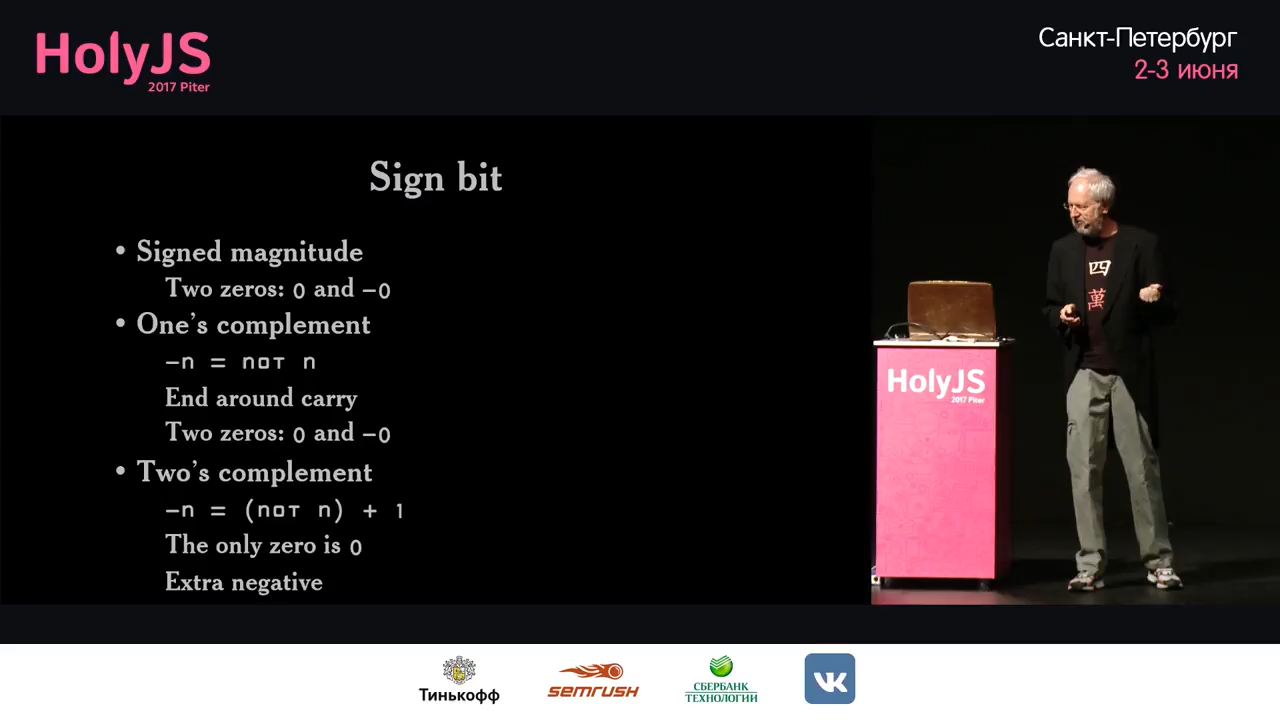 HolyJS
2017 Piter
Санкт-Петербург
2-3 июня
Sign bit
• Signed magnitude
Two zeros: 0 and −0
• One’s complement
−n = not n
End around carry
Two zeros: 0 and −0
• Two’s complement
−n = (not n) + 1
The only zero is 0
Extra negative
四
萬
HolyJS
2017 Piter
Тинькофф
semrush
СБЕРБАНК
ТЕХНОЛОГИИ
VK